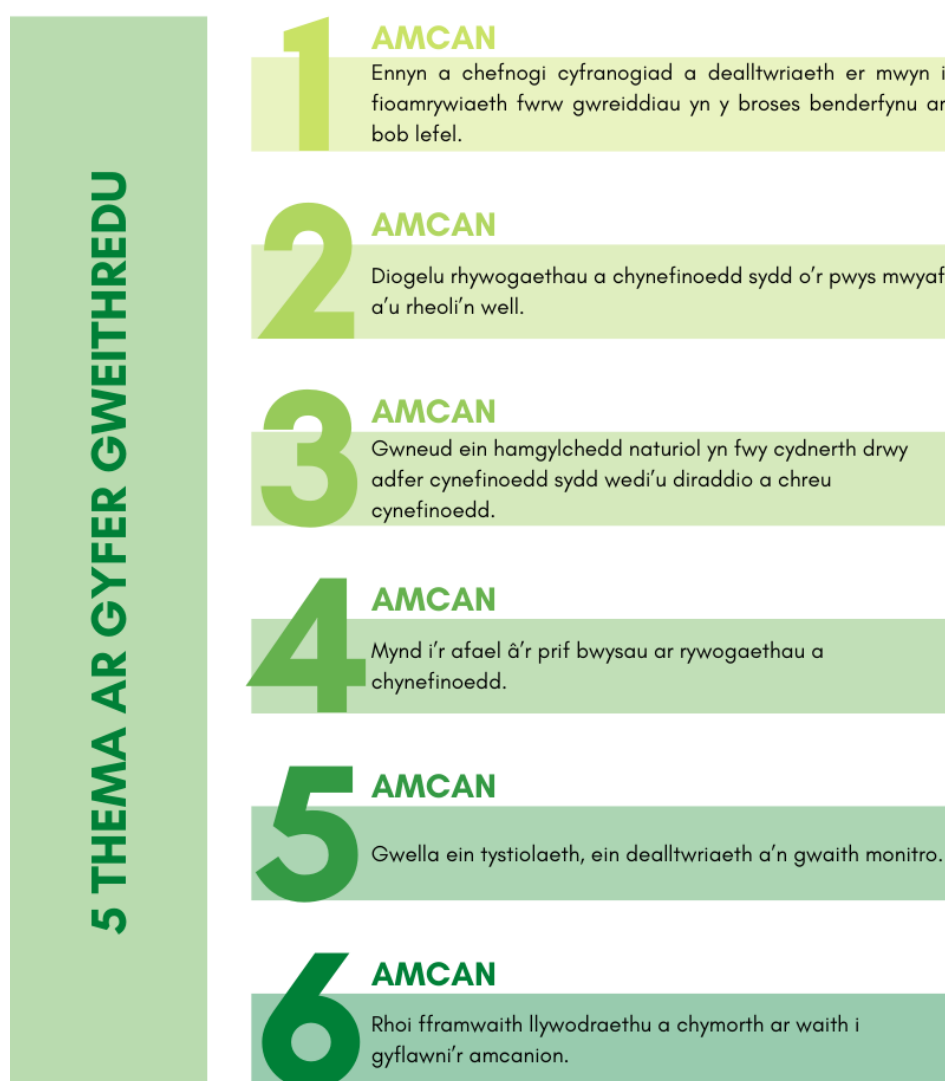 5 THEMA AR GYFER GWEITHREDU
1
AMCAN
Ennyn a chefnogi cyfranogiad a dealltwriaeth er mwyn i
fioamrywiaeth fwrw gwreiddiau yn y broses benderfynu ar
bob lefel.
2
AMCAN
Diogelu rhywogaethau a chynefinoedd sydd o'r pwys mwyaf
a'u rheoli'n well.
3
AMCAN
Gwneud ein hamgylchedd naturiol yn fwy cydnerth drwy
adfer cynefinoedd sydd wedi'u diraddio a chreu
cynefinoedd.
4
AMCAN
Mynd i'r afael â'r prif bwysau ar rywogaethau a
chynefinoedd.
5
AMCAN
Gwella ein tystiolaeth, ein dealltwriaeth a'n gwaith monitro.
6
AMCAN
Rhoi fframwaith llywodraethu a chymorth ar waith i
gyflawni'r amcanion.